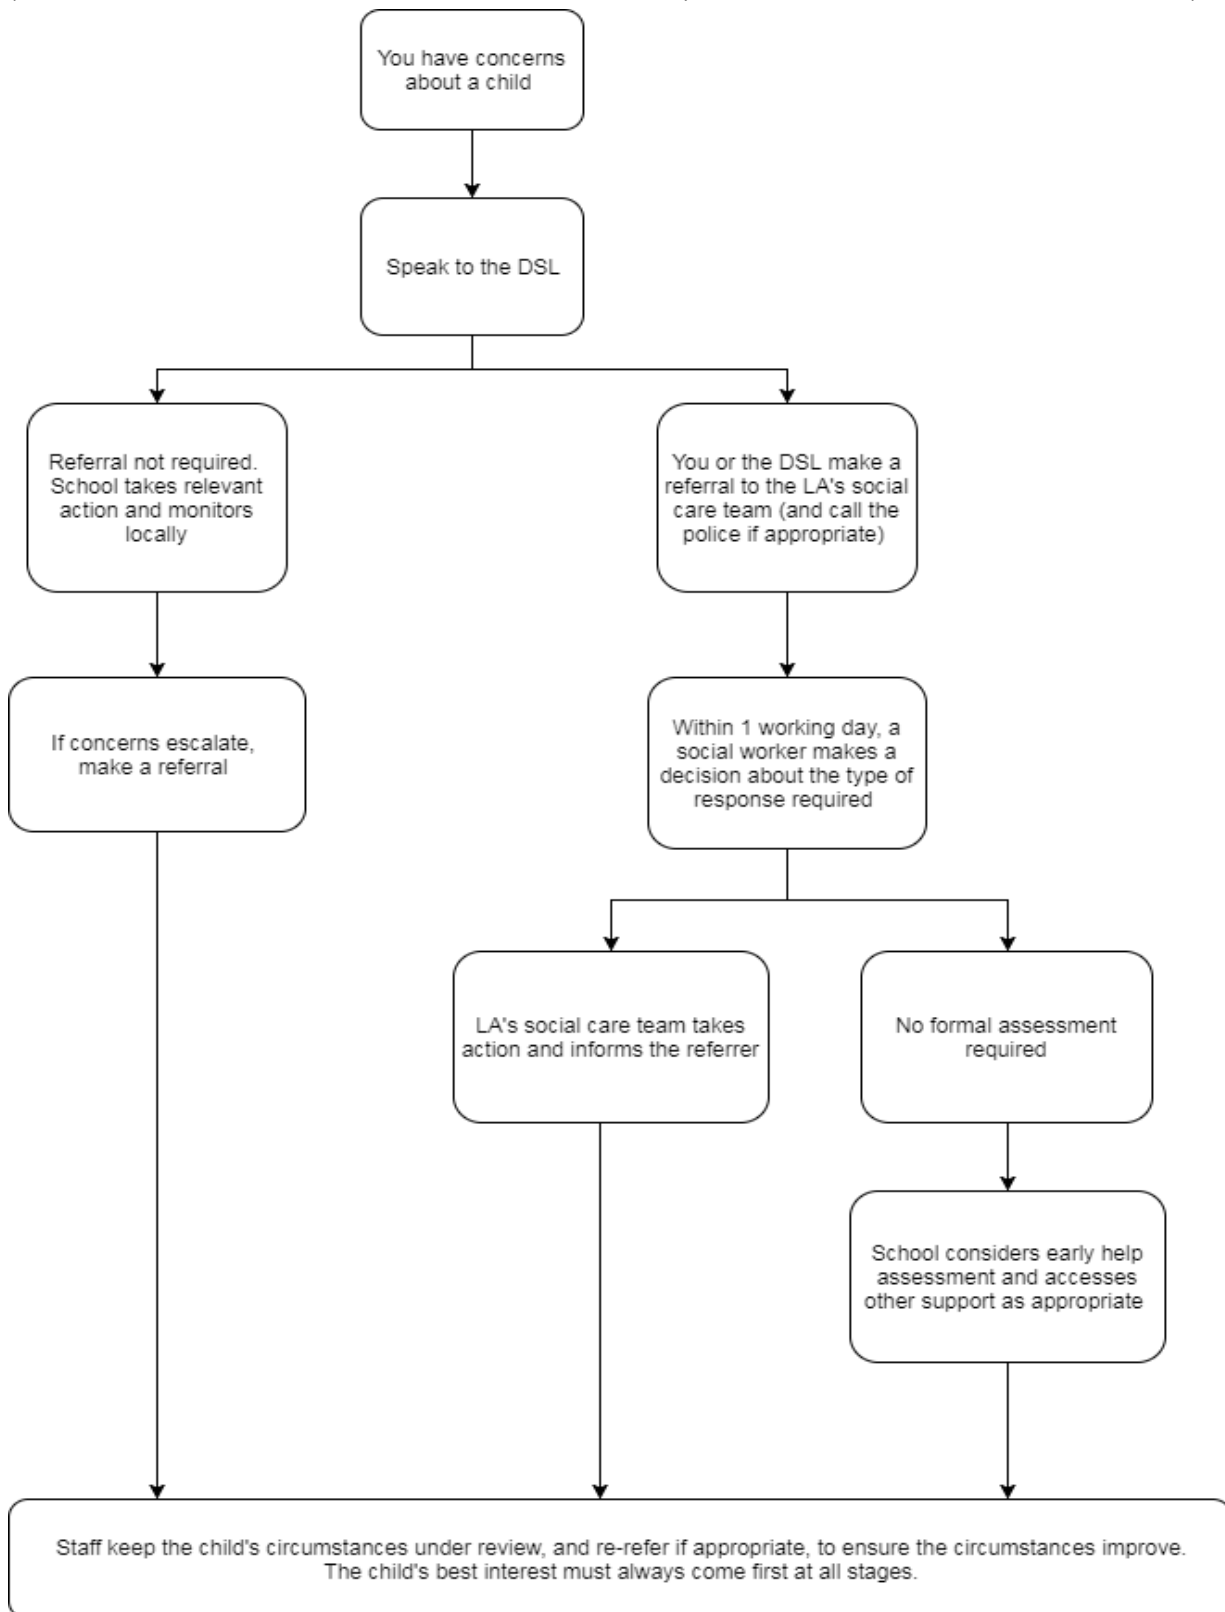 You have concerns
about a child
Speak to the DSL
Referral not required.
School takes relevant
action and monitors
locally
You or the DSL make a
referral to the LA's social
care team (and call the
police if appropriate)
If concerns escalate,
make a referral
Within 1 working day, a
social worker makes a
decision about the type of
response required
LA's social care team takes
action and informs the referrer
No formal assessment
required
School considers early help
assessment and accesses
other support as appropriate
Staff keep the child's circumstances under review, and re-refer if appropriate, to ensure the circumstances improve.
The child's best interest must always come first at all stages.